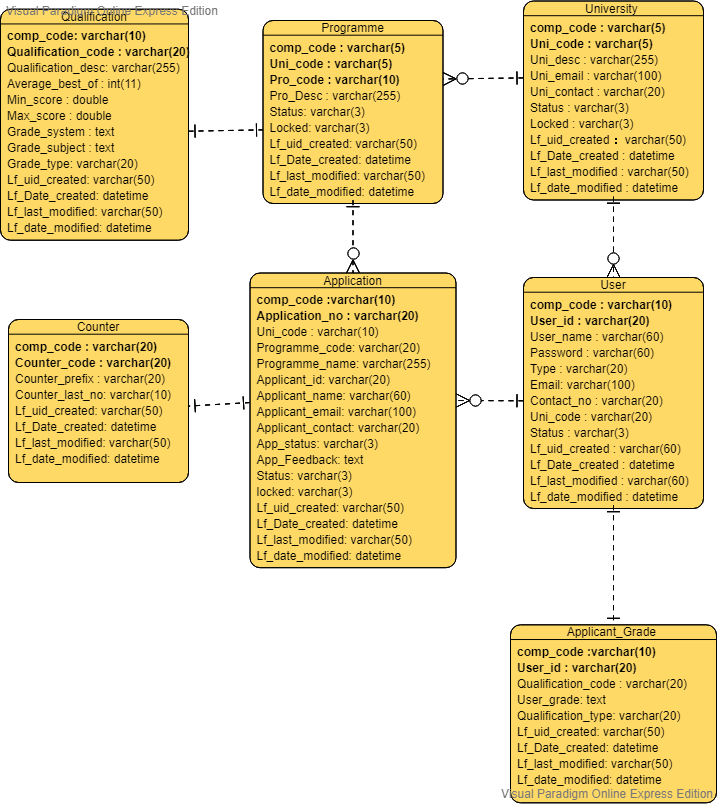 Visual Paradigm Online Express Edition
Qualification
comp_code: varchar(10)
Qualification_code : varchar(20)
Qualification_desc: varchar(255)
Average_best_of : int(11)
Min_score : double
Max_score : double
Grade_system : text
Grade_subject : text
Grade_type: varchar(20)
Lf_uid_created: varchar(50)
Lf_Date_created : datetime
Lf_last_modified: varchar(50)
Lf_date_modified: datetime
Programme
comp_code : varchar(5)
Uni_code : varchar(5)
Pro_code : varchar(10)
Pro_Desc : varchar(255)
Status: varchar(3)
Locked: varchar(3)
Lf_uid_created: varchar(50)
Lf_Date_created: datetime
Lf_last_modified: varchar(50)
Lf_date_modified: datetime
University
comp_code : varchar(5)
Uni_code : varchar(5)
Uni_desc : varchar(255)
Uni_email : varchar(100)
Uni_contact : varchar(20)
Status : varchar(3)
Locked : varchar(3)
Lf_uid_created : varchar(50)
Lf_Date_created : datetime
Lf_last_modified : varchar(50)
Lf_date_modified : datetime
Counter
comp_code : varchar(20)
Counter_code : varchar(20)
Counter_prefix : varchar(20)
Counter_last_no: varchar(10)
Lf_uid_created: varchar(50)
Lf_Date_created: datetime
Lf_last_modified: varchar(50)
Lf_date_modified: datetime
Application
comp_code :varchar(10)
Application_no : varchar(20)
Uni_code : varchar(10)
Programme_code: varchar(20)
Programme_name: varchar(255)
Applicant_id: varchar(20)
Applicant_name: varchar(60)
Applicant_email: varchar(100)
Applicant_contact: varchar(20)
App_status: varchar(3)
App_Feedback: text
Status: varchar(3)
locked: varchar(3)
Lf_uid_created: varchar(50)
Lf_Date_created: datetime
Lf_last_modified: varchar(50)
Lf_date_modified: datetime
User
comp_code : varchar(10)
User_id : varchar(20)
User_name : varchar(60)
Password : varchar(60)
Type : varchar(20)
Email: varchar(100)
Contact_no : varchar(20)
Uni_code : varchar(20)
Status : varchar(3)
Lf_uid_created : varchar(60)
Lf_Date_created : datetime
Lf_last_modified : varchar(60)
Lf_date_modified : datetime
Applicant_Grade
comp_code :varchar(10)
User_id : varchar(20)
Qualification_code : varchar(20)
User_grade: text
Qualification_type: varchar(20)
Lf_uid_created: varchar(50)
Lf_Date_created: datetime
Lf_last_modified: varchar(50)
Lf_date_modified: datetime
Visual Paradigm Online Express Edition